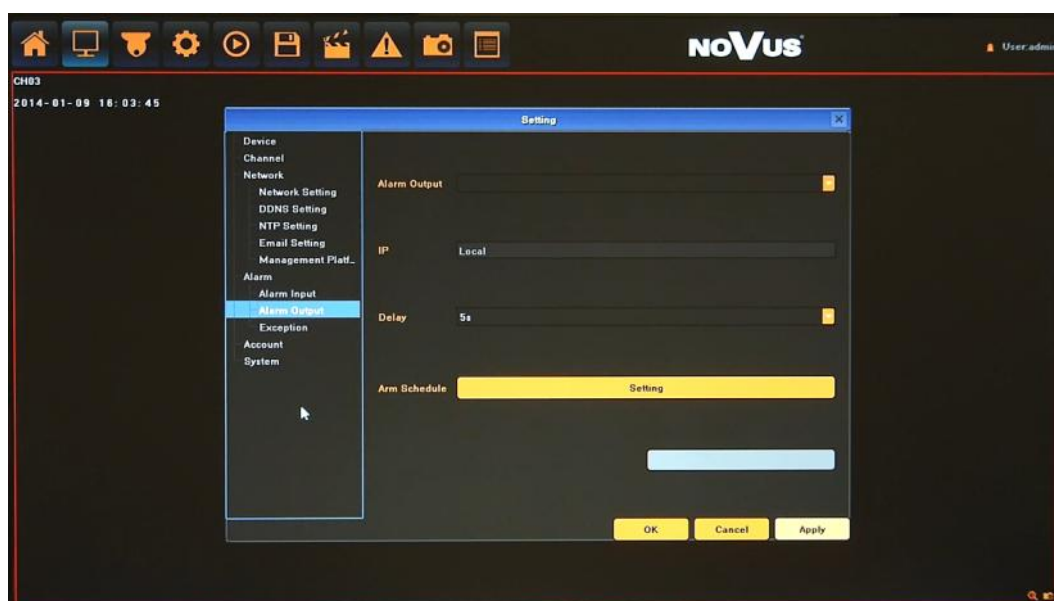 NOVUS
User:admin
CH03
2014-01-09 16:03:45
Setting
Device
Channel
Network
Network Setting
DDNS Setting
NTP Setting
Email Setting
Management Platf..
Alarm
Alarm Input
Alarm Output
Exception
Account
System
Alarm Output
IP Local
Delay 5s
Arm Schedule Setting
OK Cancel Apply